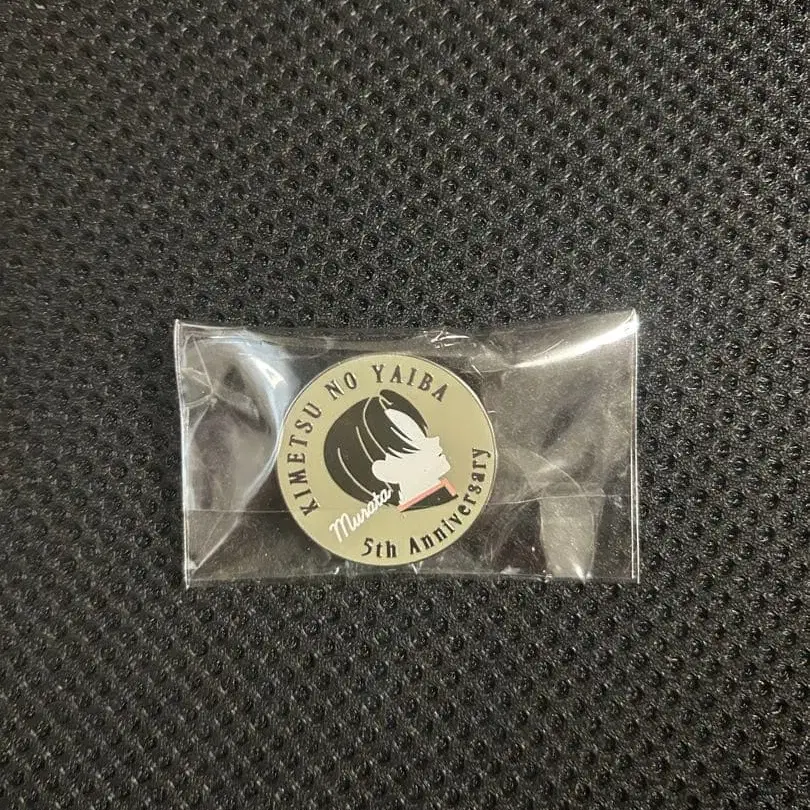 KIMETSU NO YAIBA
Murata
5th Anniversary